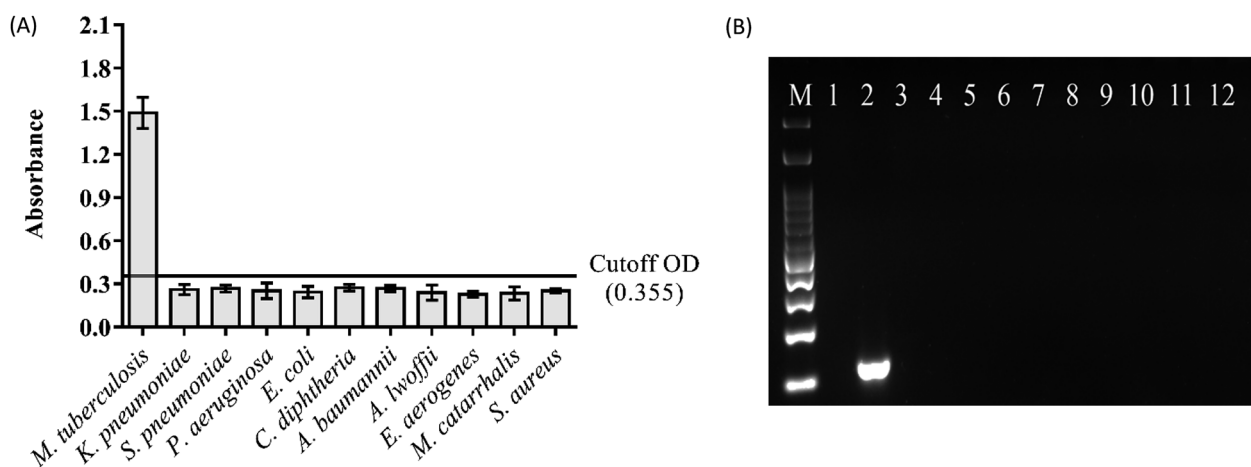 (A)
2.1
1.8
1.5
1.2
0.9
0.6
0.3
0.0
Absorbance
Cutoff OD
(0.355)
M. tuberculosis
K. pneumoniae
S. pneumoniae
P. aeruginosa
E. coli
C. diphtheria
A. baumannii
A. lwoffii
E. aerogenes
M. catarrhalis
S. aureus
(B)
M 1 2 3 4 5 6 7 8 9 10 11 12